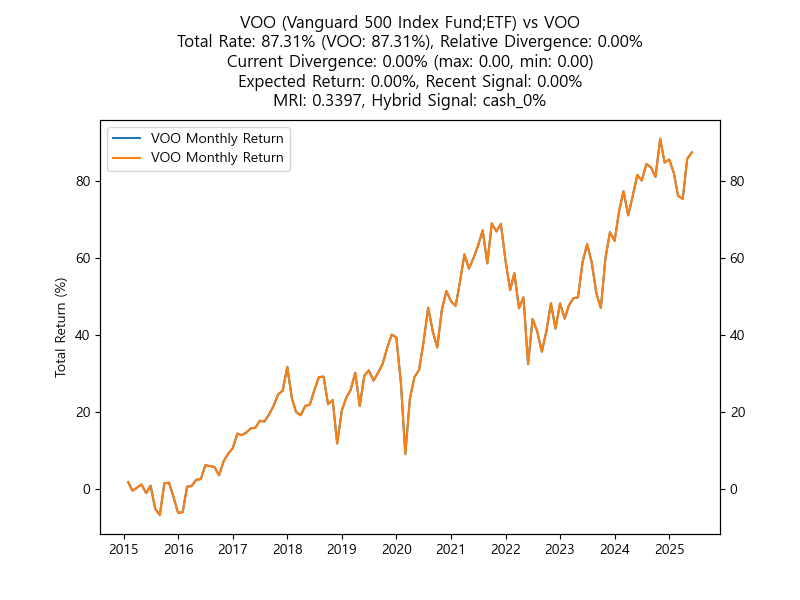 VOO (Vanguard 500 Index Fund;ETF) vs VOO
Total Rate: 87.31% (VOO: 87.31%), Relative Divergence: 0.00%
Current Divergence: 0.00% (max: 0.00, min: 0.00)
Expected Return: 0.00%, Recent Signal: 0.00%
MRI: 0.3397, Hybrid Signal: cash_0%
VOO Monthly Return
VOO Monthly Return
Total Return (%)
80
60
40
20
0
80
60
40
20
0
2015 2016 2017 2018 2019 2020 2021 2022 2023 2024 2025